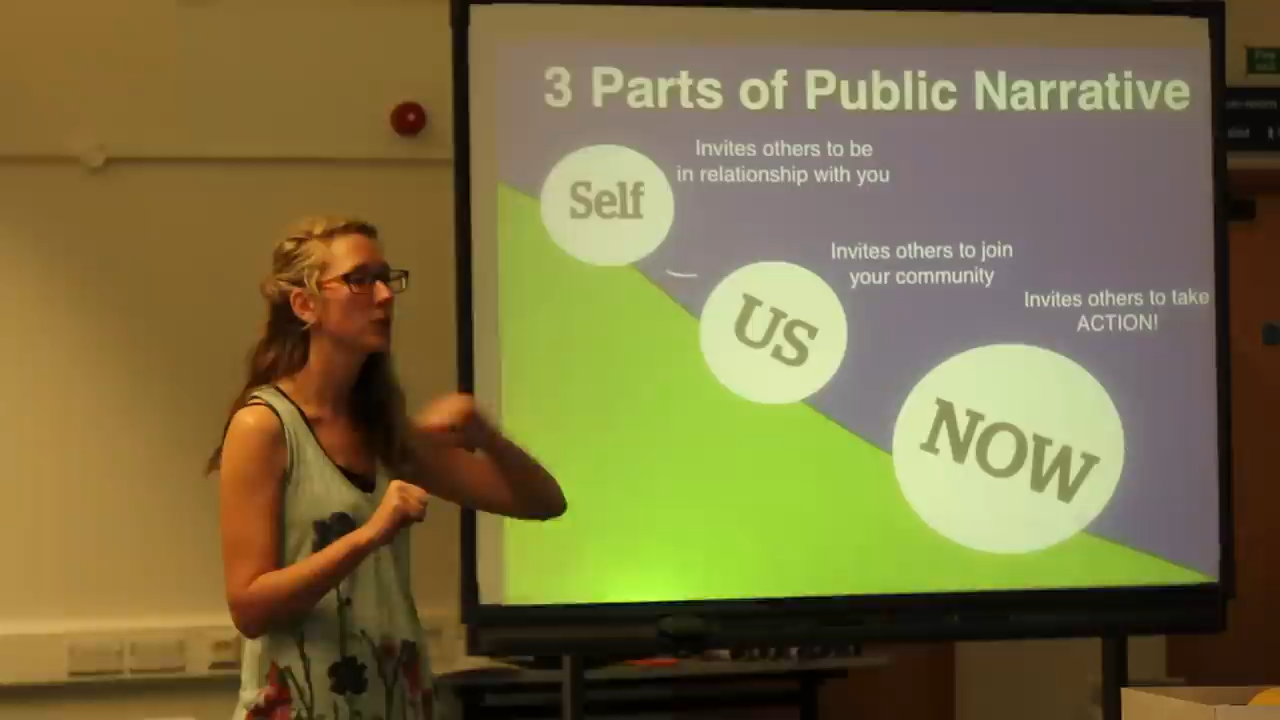 3 Parts of Public Narrative
Self
Invites others to be
in relationship with you
US
Invites others to join
your community
NOW
Invites others to take
ACTION!